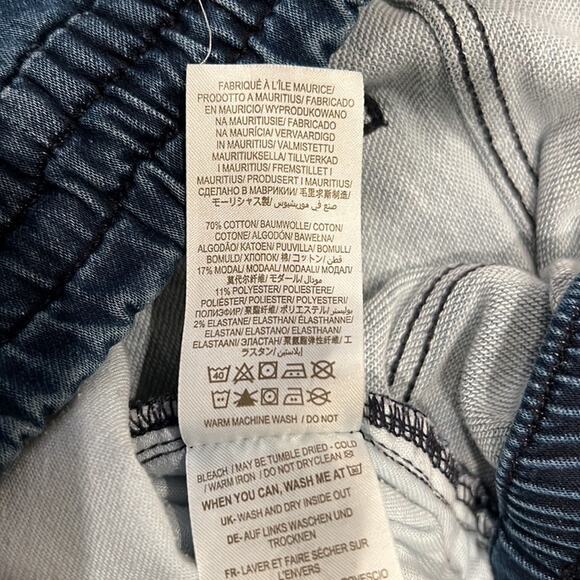 FABRIQUÉ À L'ÎLE MAURICE/
PRODOTTO A MAURITIUS/ FABRICADO
EN MAURICIO/ WYPRODUKOWANO
NA MAURITIUSIE/ FABRICADO
NA MAURÍCIA/ VERVAARDIGD
IN MAURITIUS/ VALMISTETTU
MAURITIUKSELLA/ TILLVERKAD
I MAURITIUS/ FREMSTILLET I
MAURITIUS/ PRODUSERT I MAURITIUS/
СДЕЛАНО В МАВРИКИИ/ 毛里求斯制造/
モーリシャス製/ صنع في موريشيوس/
70% COTTON/ BAUMWOLLE/ COTON/
COTONE/ ALGODÓN/ BAWEŁNA/
ALGODÃO/ KATOEN/ PUUVILLA/ BOMULL/
BOMULD/ ХЛОПОК/ 棉/ コットン/ قطن/
17% MODAL/ MODAALI/ МОДАЛ/
莫代尔纤维/ モダール/ مودال/
11% POLYESTER/ POLIESTERE/
POLIÉSTER/ POLIESTER/ POLYESTERI/
ПОЛИЭФИР/ 聚酯纤维/ ポリエステル/ بوليستر/
2% ELASTANE/ ELASTHAN/ ÉLASTHANNE/
ELASTAN/ ELASTANO/ ELASTHAAN/
ELASTAANI/ ЭЛАСТАН/ 聚氨酯弹性纤维/ エ
ラスタン/ إيلاستين/
40
WARM MACHINE WASH / DO NOT
BLEACH / MAY BE TUMBLE DRIED - COLD
/ WARM IRON / DO NOT DRYCLEAN
WHEN YOU CAN, WASH ME AT 30
UK- WASH AND DRY INSIDE OUT
DE- AUF LINKS WASCHEN UND
TROCKNEN
FR- LAVER ET FAIRE SÉCHER SUR
L'ENVERS
ROVESCIO